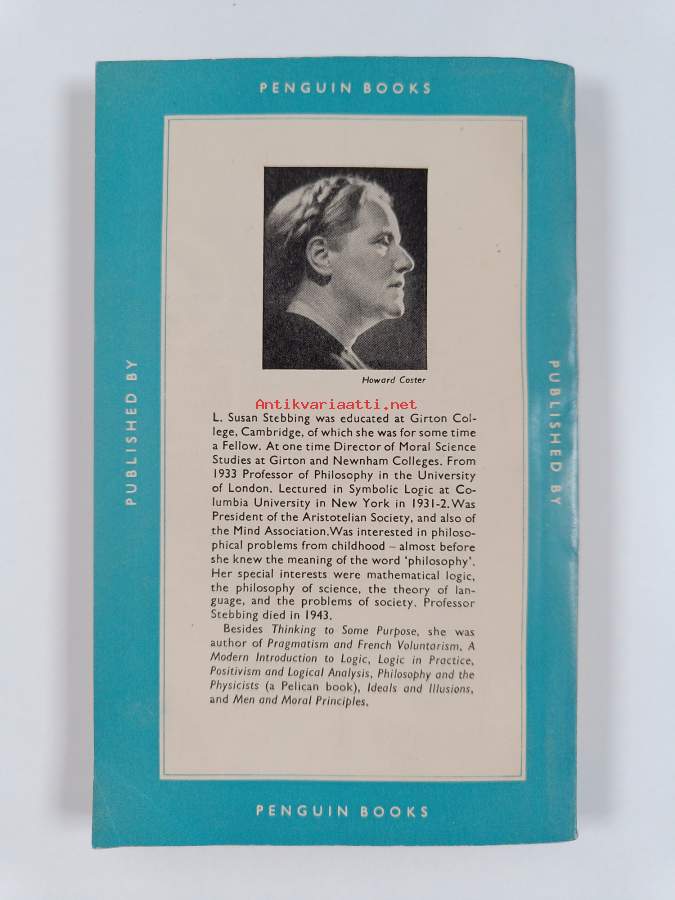 PENGUIN BOOKS
PUBLISHED BY
PUBLISHED BY
Howard Coster
Antikvariaatti.net
L. Susan Stebbing was educated at Girton Col-
lege, Cambridge, of which she was for some time
a Fellow. At one time Director of Moral Science
Studies at Girton and Newnham Colleges. From
1933 Professor of Philosophy in the University
of London. Lectured in Symbolic Logic at Co-
lumbia University in New York in 1931-2. Was
President of the Aristotelian Society, and also of
the Mind Association. Was interested in philoso-
phical problems from childhood – almost before
she knew the meaning of the word 'philosophy'.
Her special interests were mathematical logic,
the philosophy of science, the theory of lan-
guage, and the problems of society. Professor
Stebbing died in 1943.
Besides Thinking to Some Purpose, she was
author of Pragmatism and French Voluntarism, A
Modern Introduction to Logic, Logic in Practice,
Positivism and Logical Analysis, Philosophy and the
Physicists (a Pelican book), Ideals and Illusions,
and Men and Moral Principles.
PENGUIN BOOKS